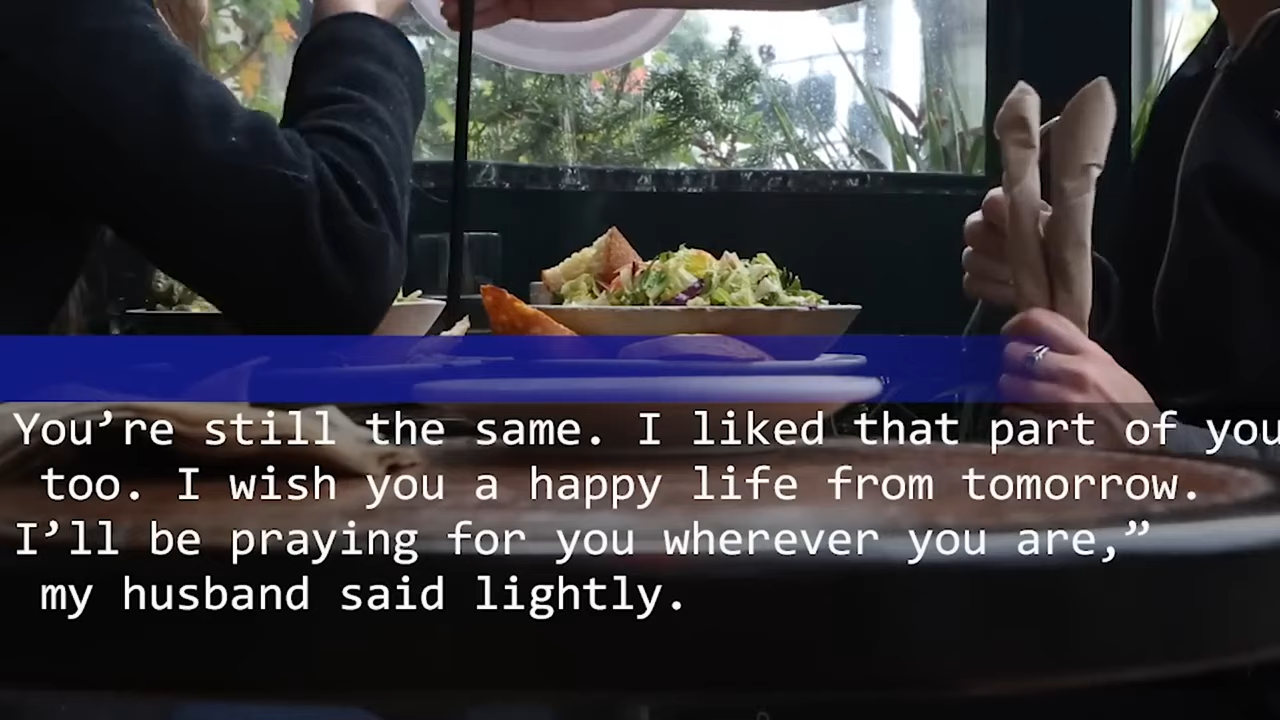 You’re still the same. I liked that part of you
too. I wish you a happy life from tomorrow.
I’ll be praying for you wherever you are,”
my husband said lightly.